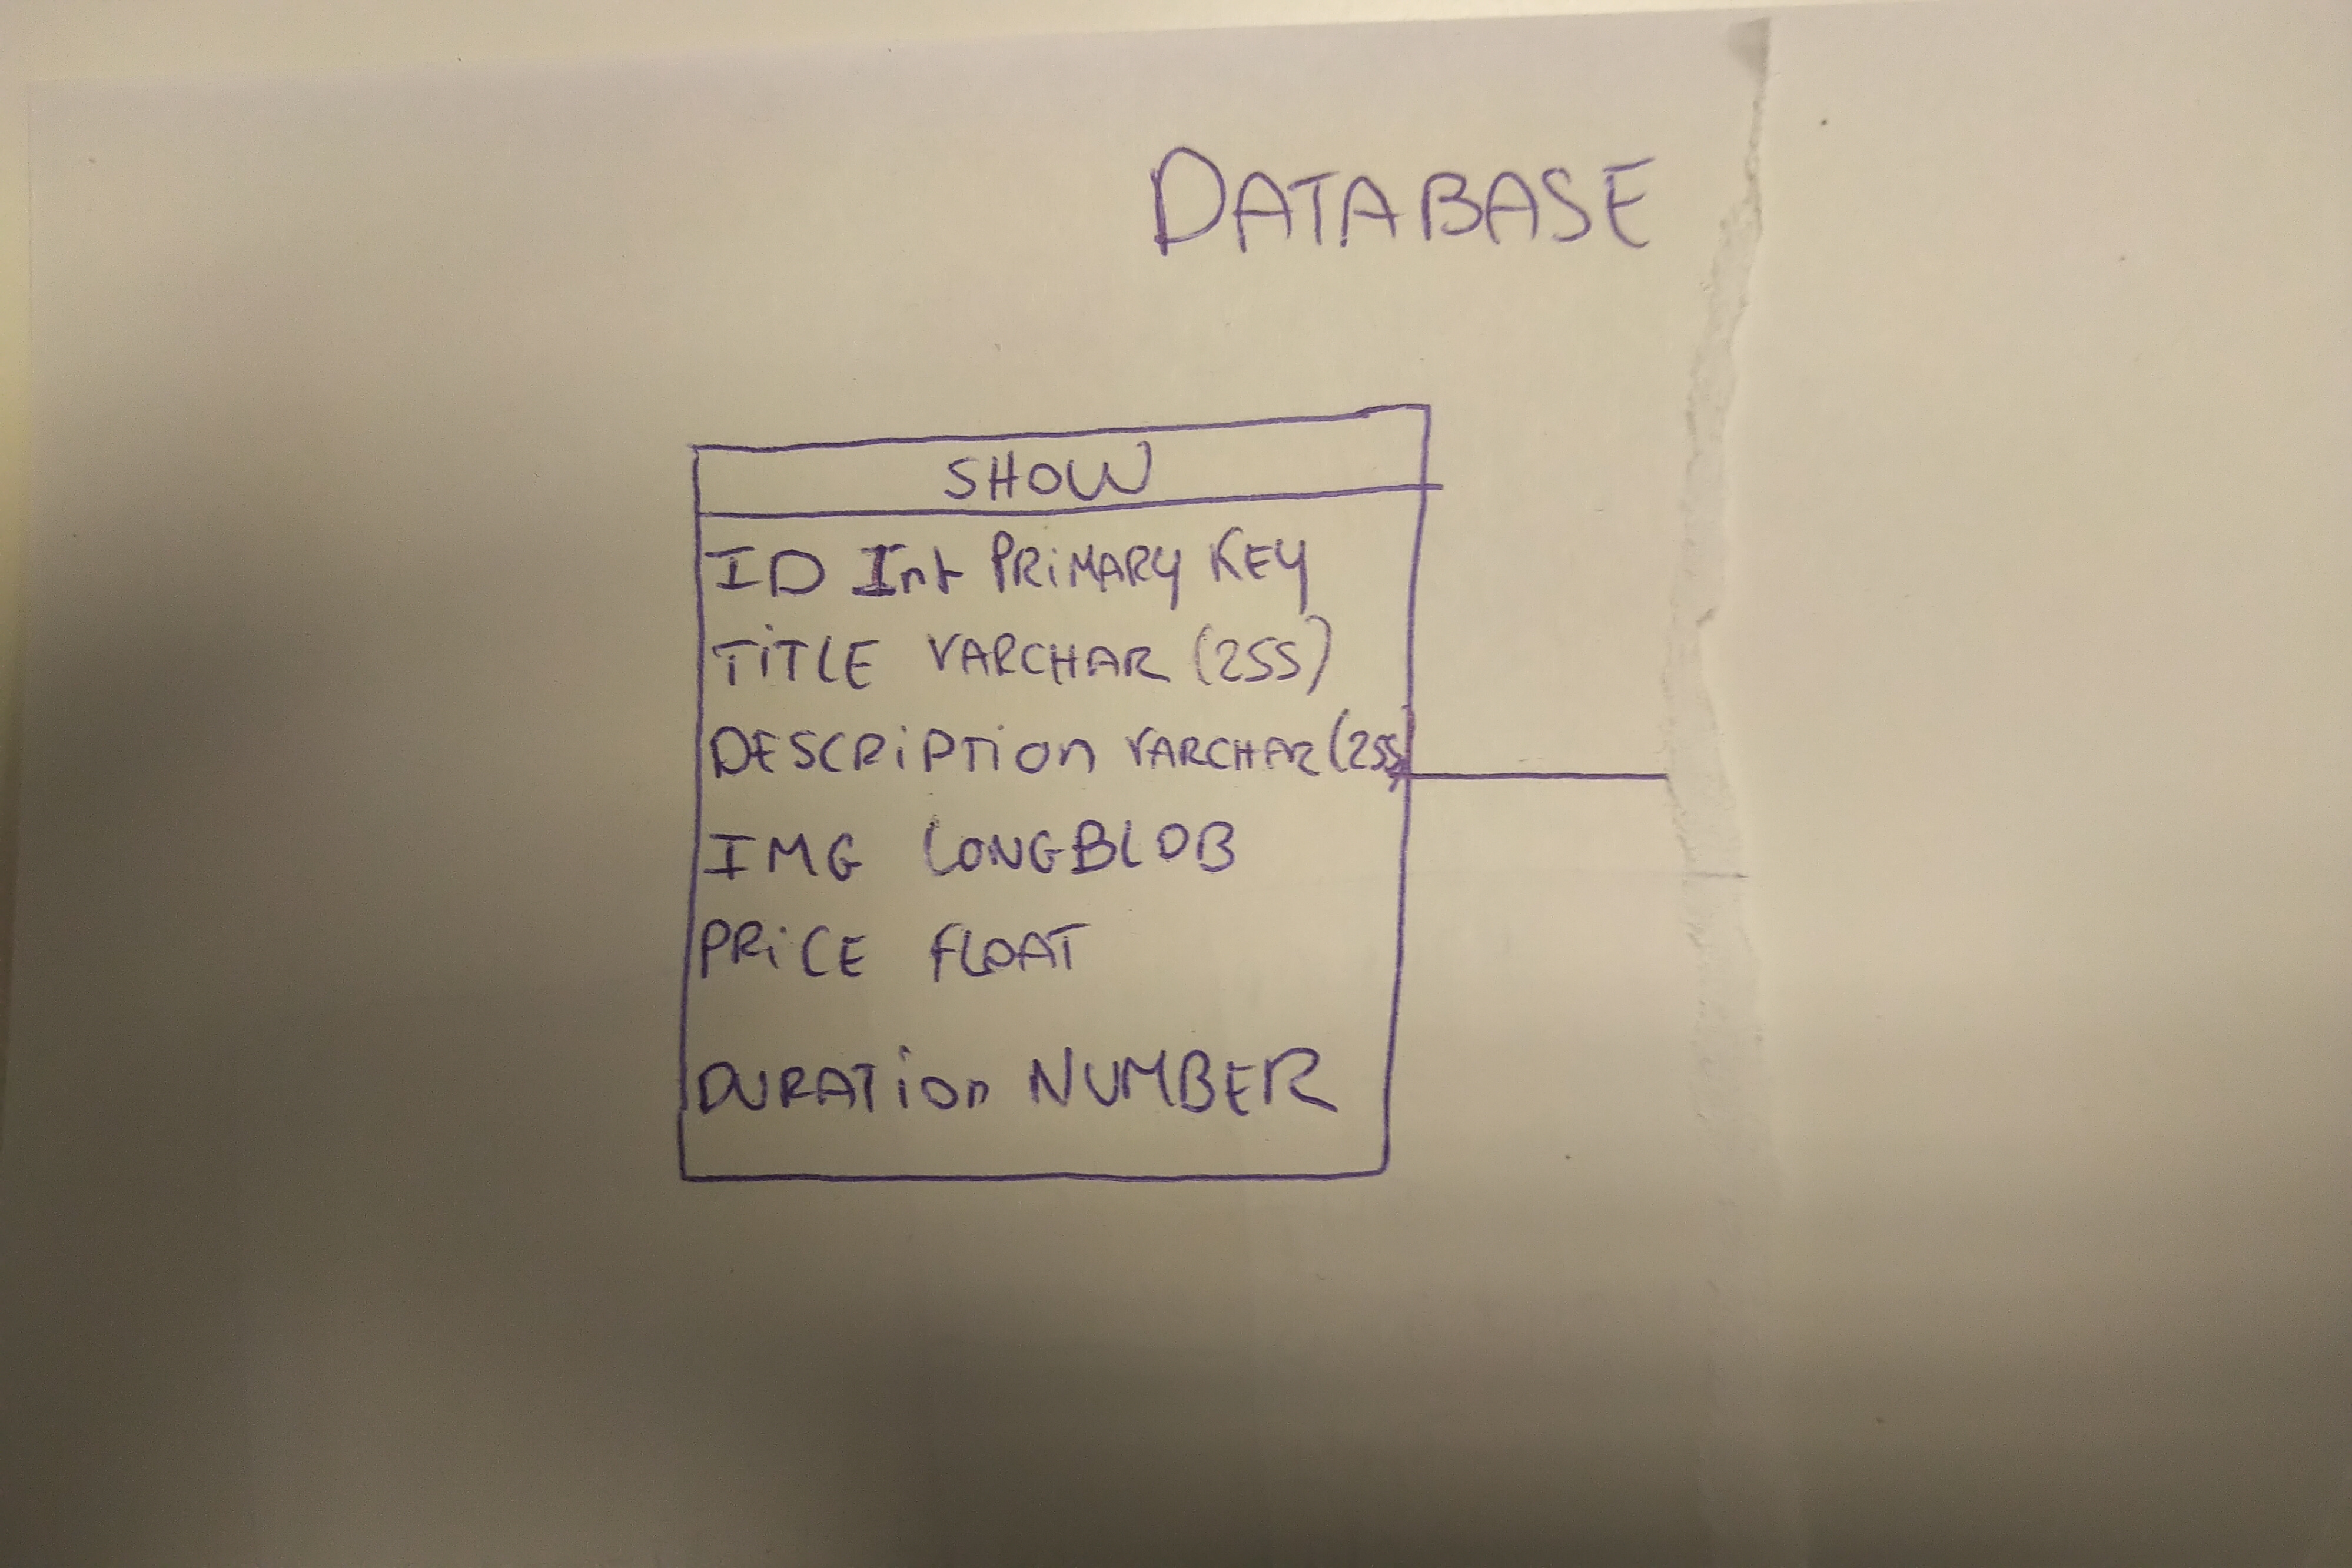 DATABASE
SHOW
ID Int PRIMARY KEY
TITLE VARCHAR (255)
DESCRIPTION VARCHAR (255)
IMG LONGBLOB
PRICE FLOAT
DURATION NUMBER